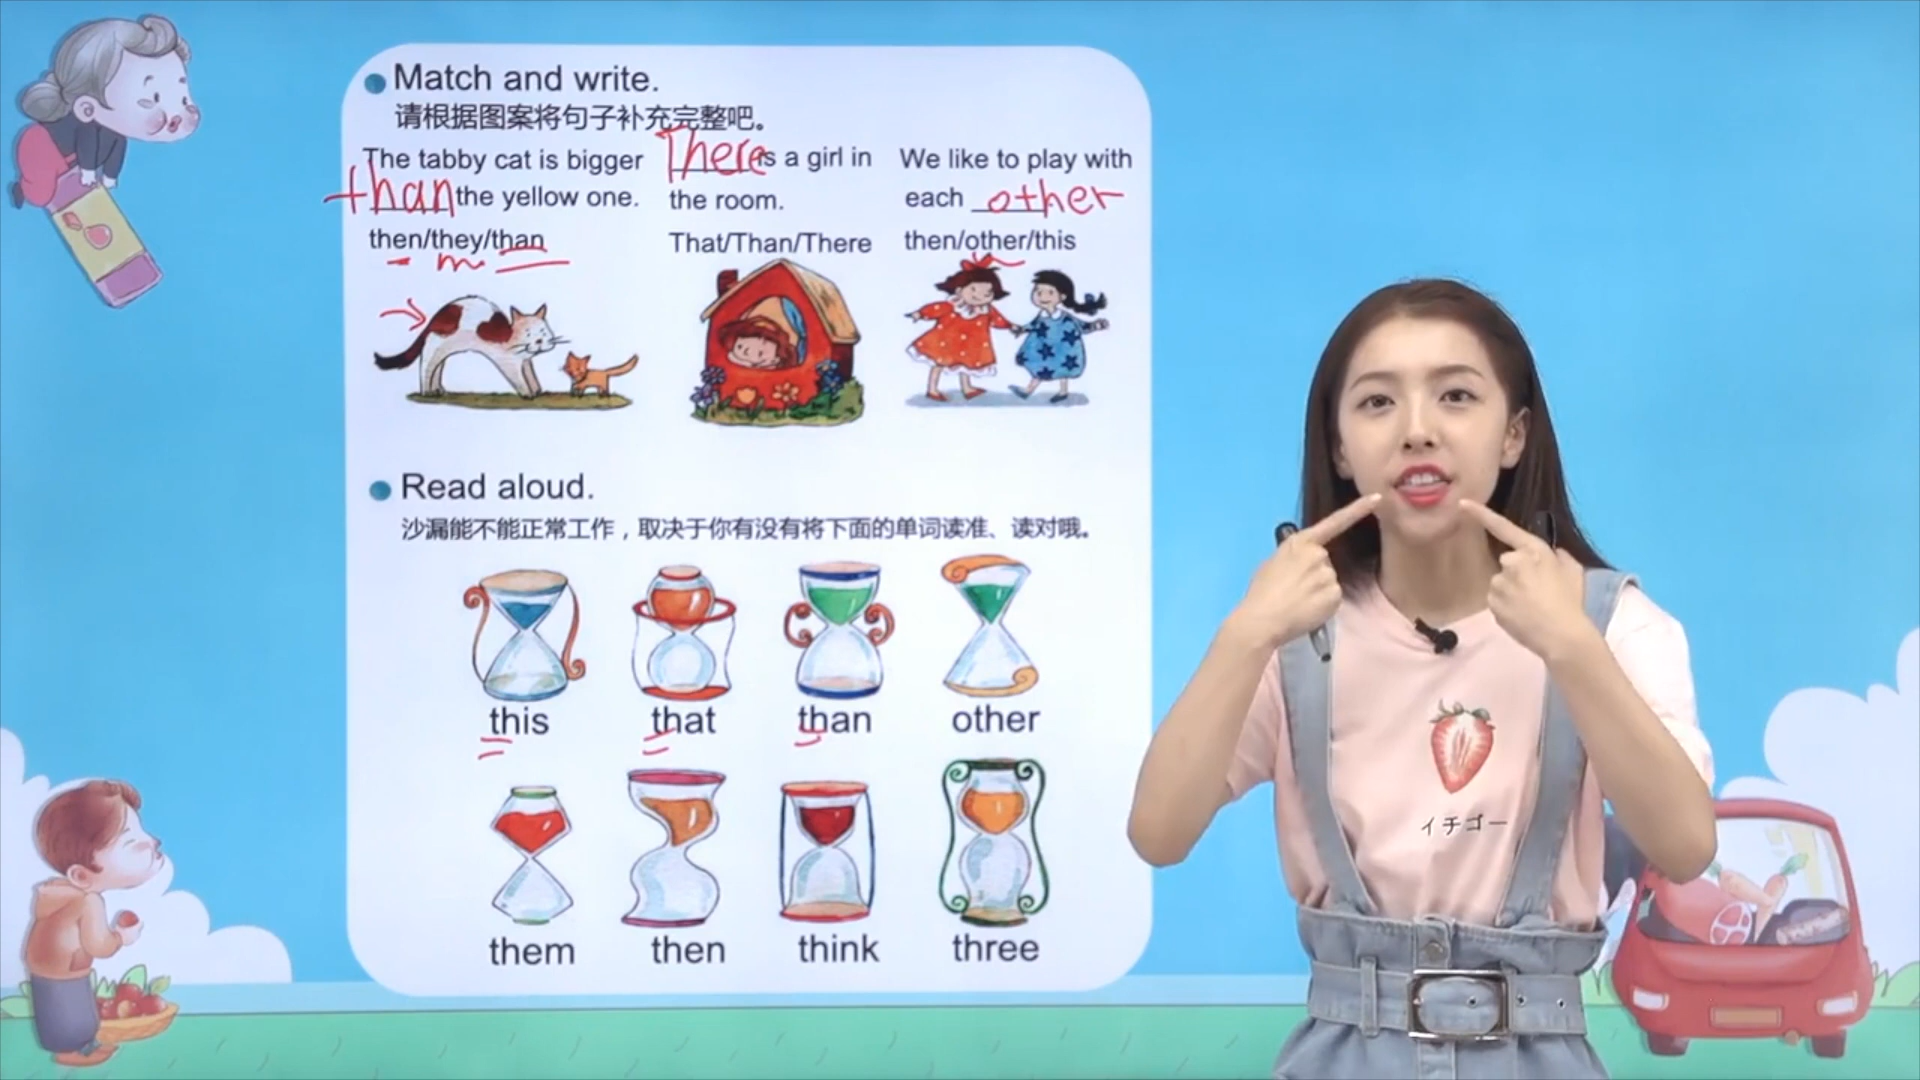 Match and write.
请根据图案将句子补充完整吧。
The tabby cat is bigger
than the yellow one.
then/they/than
There is a girl in
the room.
That/Than/There
We like to play with
each other
then/other/this
Read aloud.
沙漏能不能正常工作，取决于你有没有将下面的单词读准、读对哦。
this that than other
them then think three
イチゴー